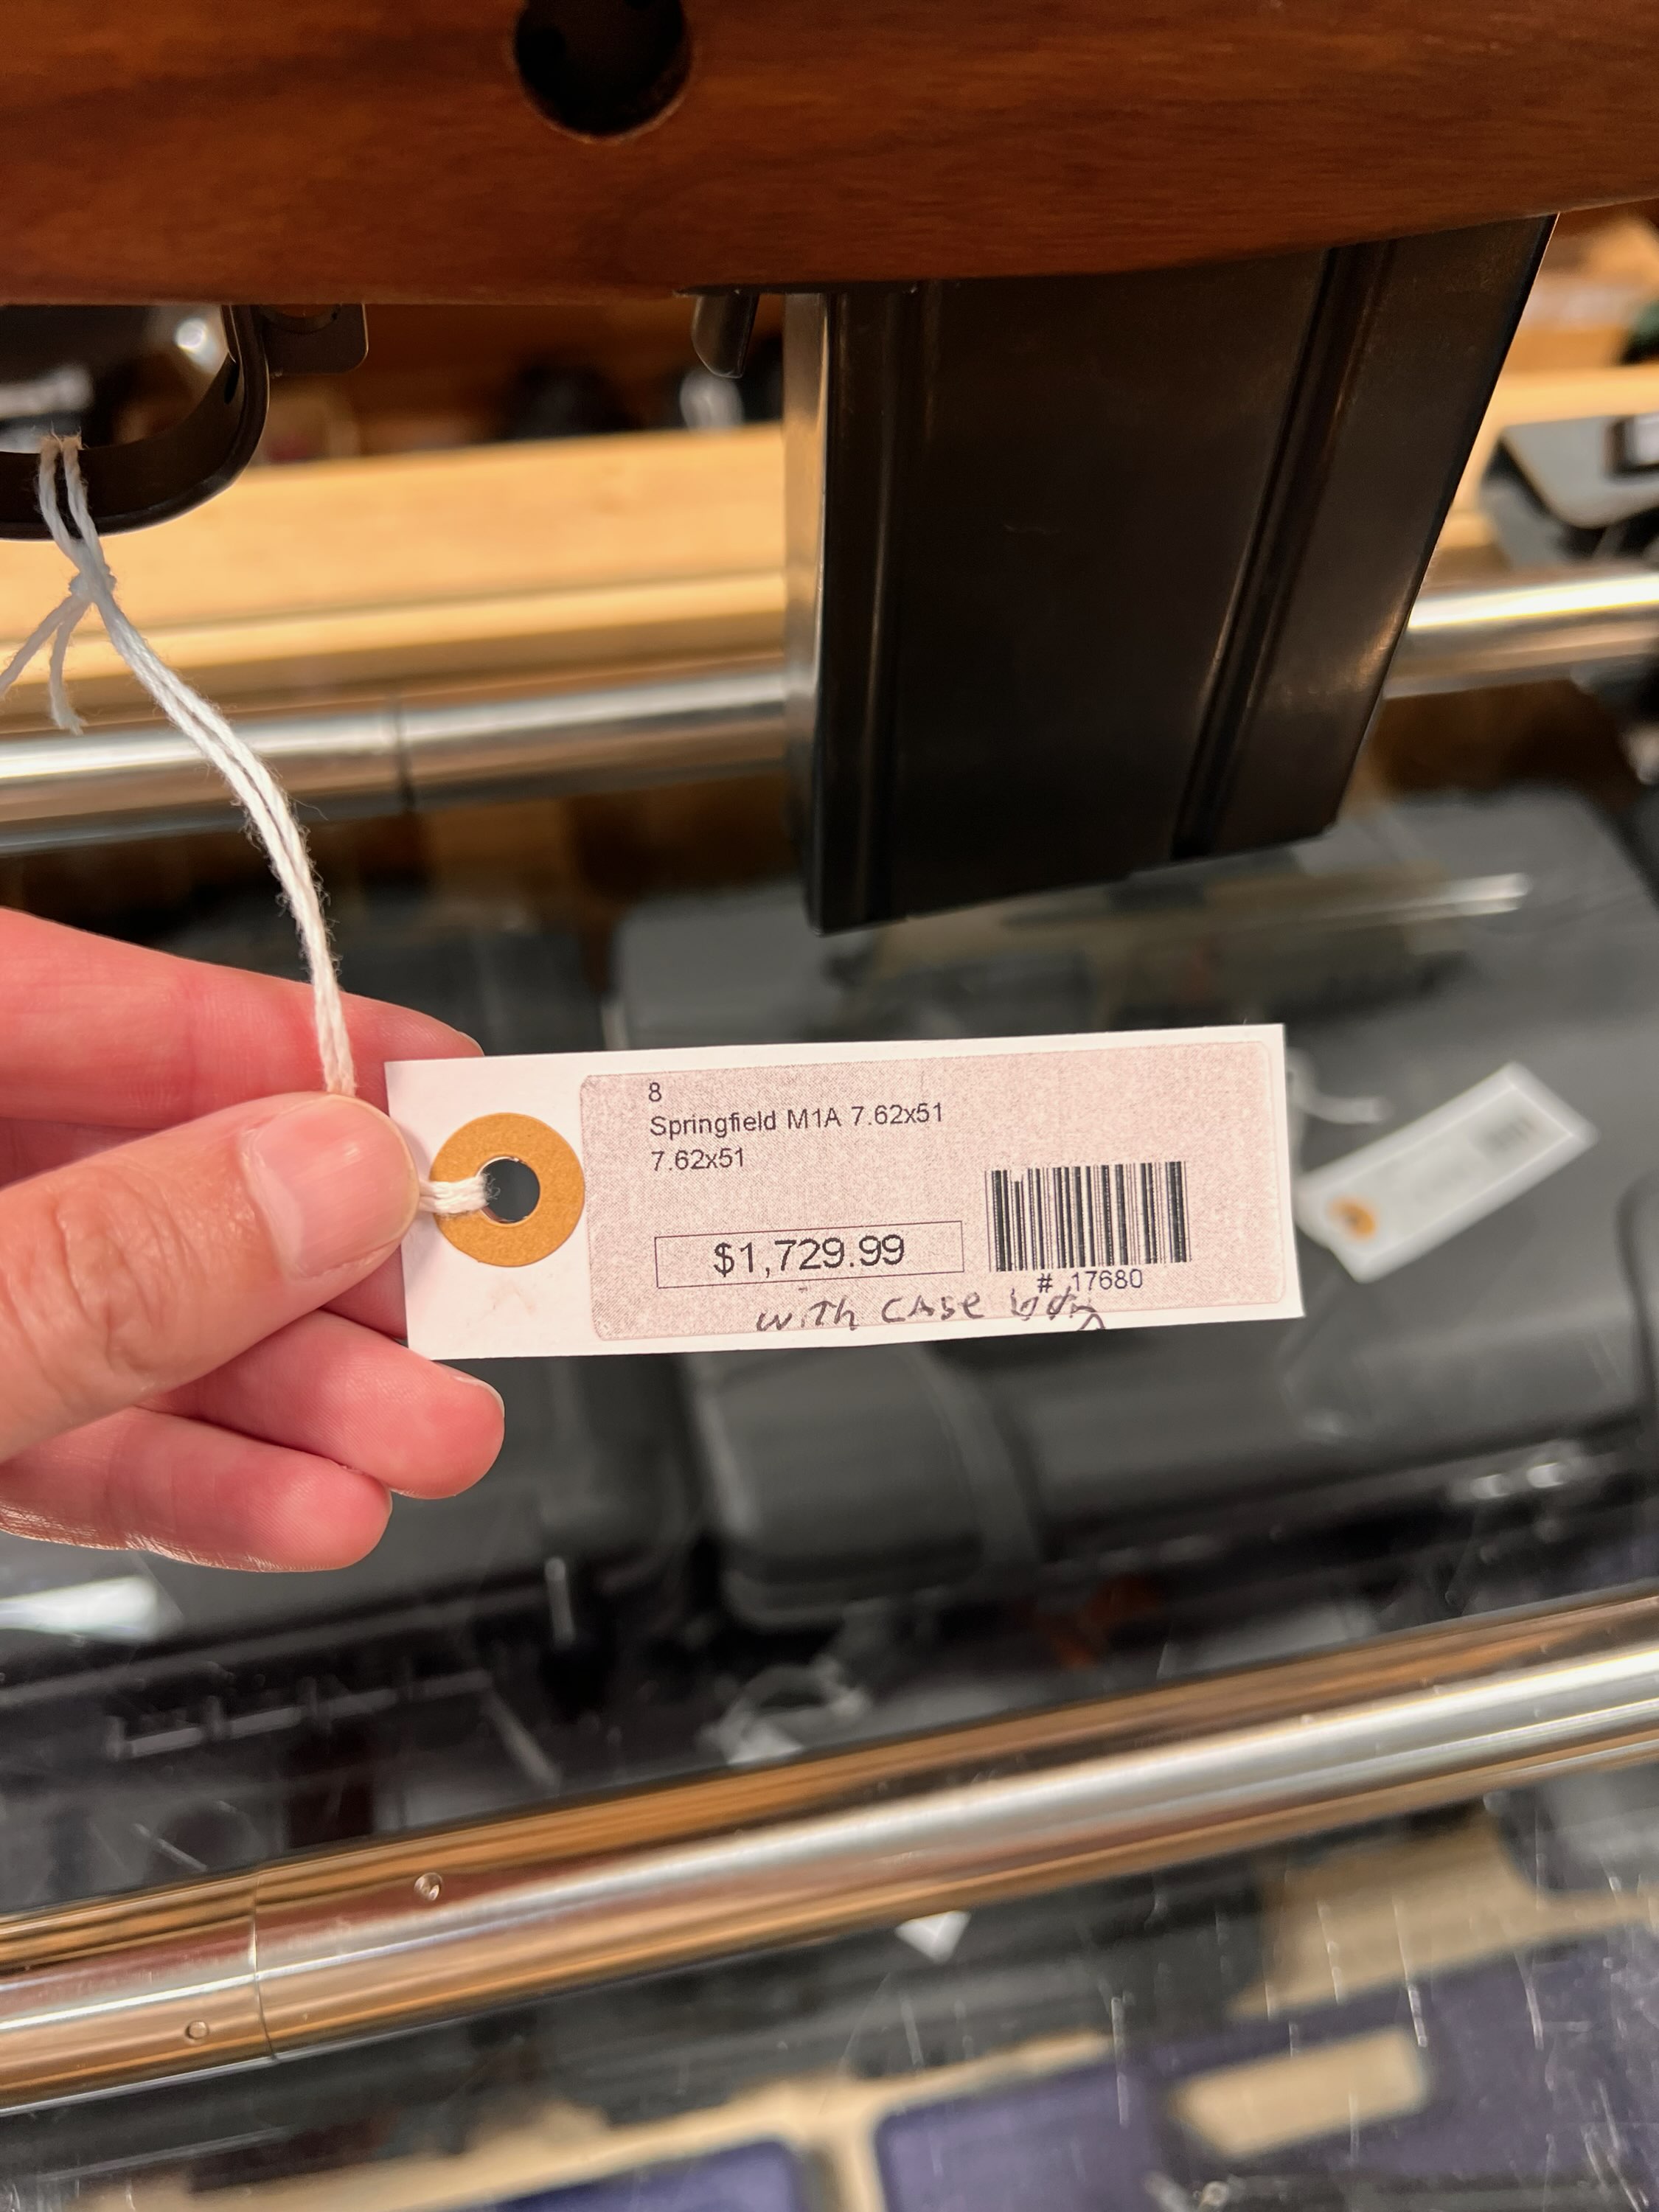 8
Springfield M1A 7.62x51
7.62x51
$1,729.99
# 17680
with CASE